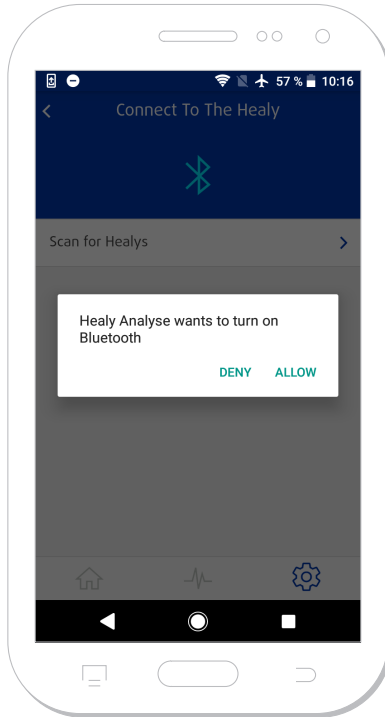 57 % 10:16
Connect To The Healy
Scan for Healys
Healy Analyse wants to turn on
Bluetooth
DENY ALLOW